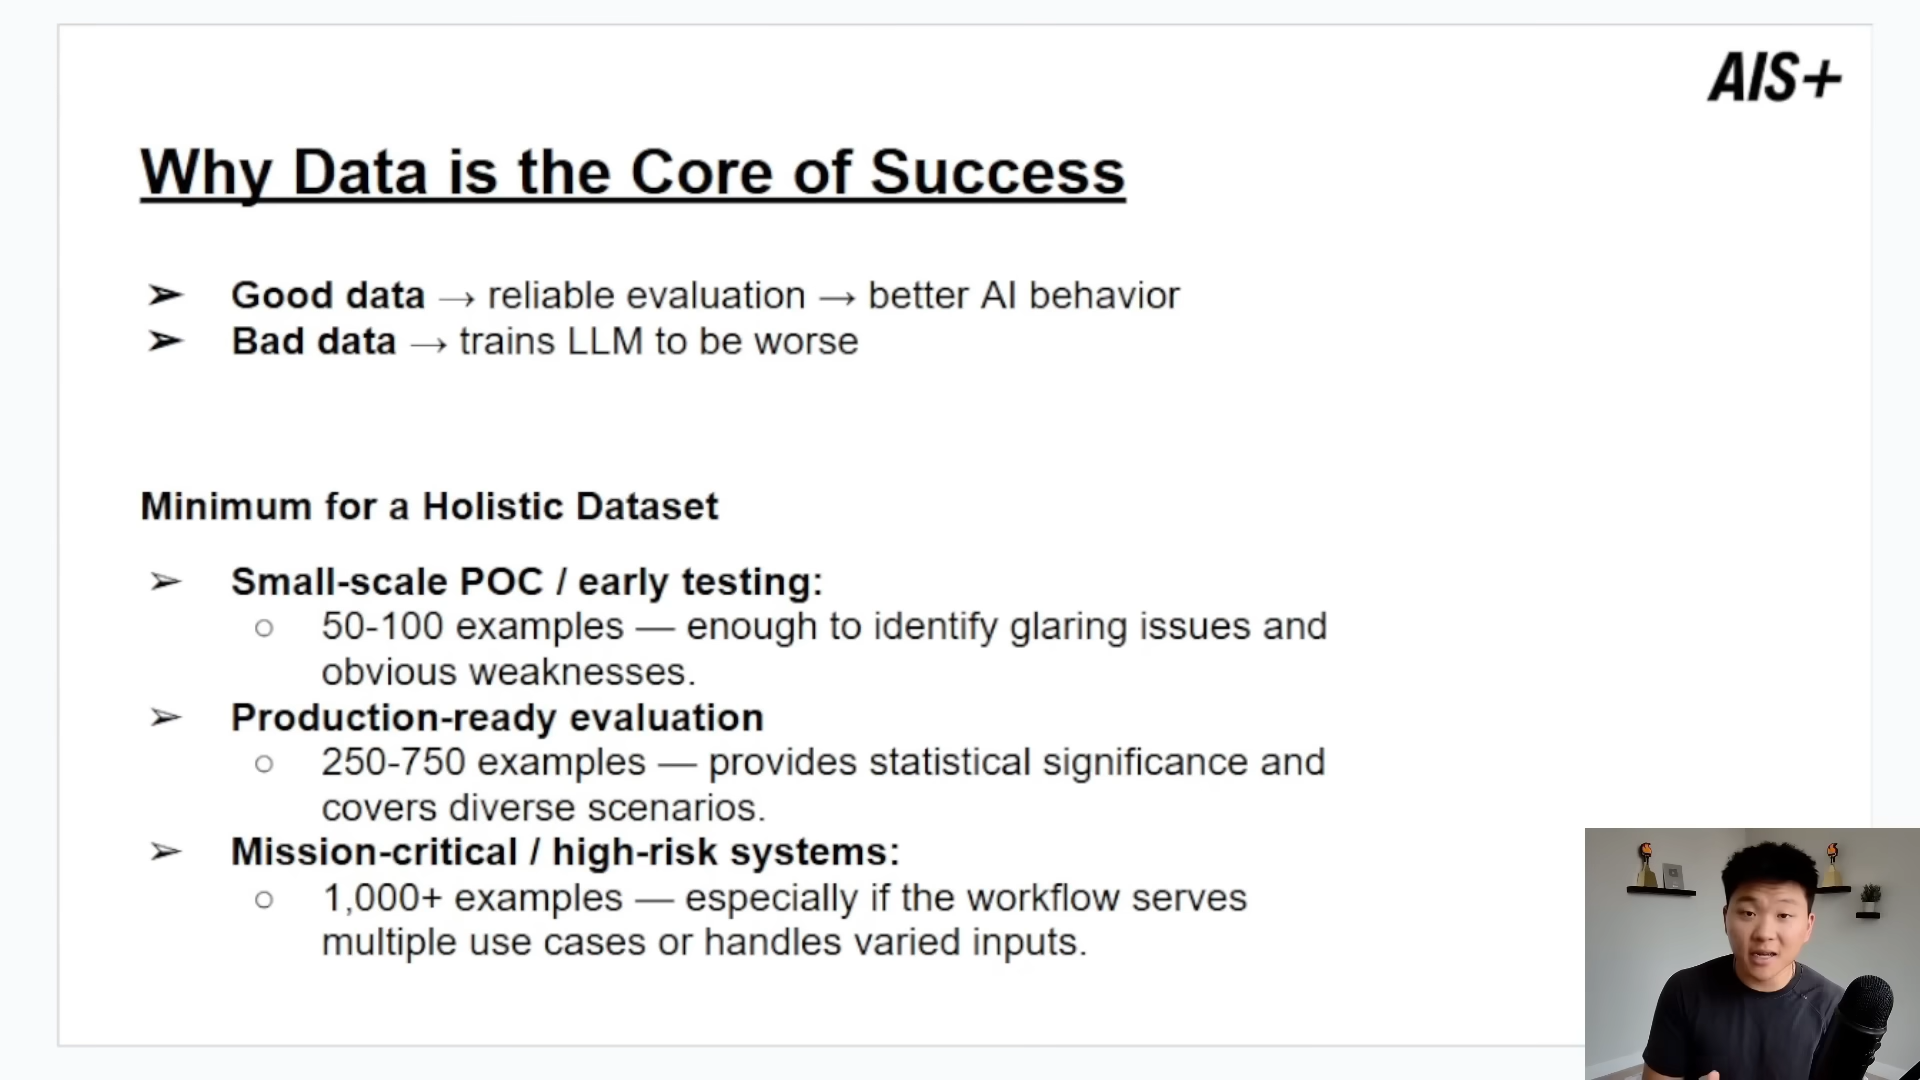 AIS+
Why Data is the Core of Success
➢ Good data → reliable evaluation → better AI behavior
➢ Bad data → trains LLM to be worse
Minimum for a Holistic Dataset
➢ Small-scale POC / early testing:
○ 50-100 examples — enough to identify glaring issues and
obvious weaknesses.
➢ Production-ready evaluation
○ 250-750 examples — provides statistical significance and
covers diverse scenarios.
➢ Mission-critical / high-risk systems:
○ 1,000+ examples — especially if the workflow serves
multiple use cases or handles varied inputs.